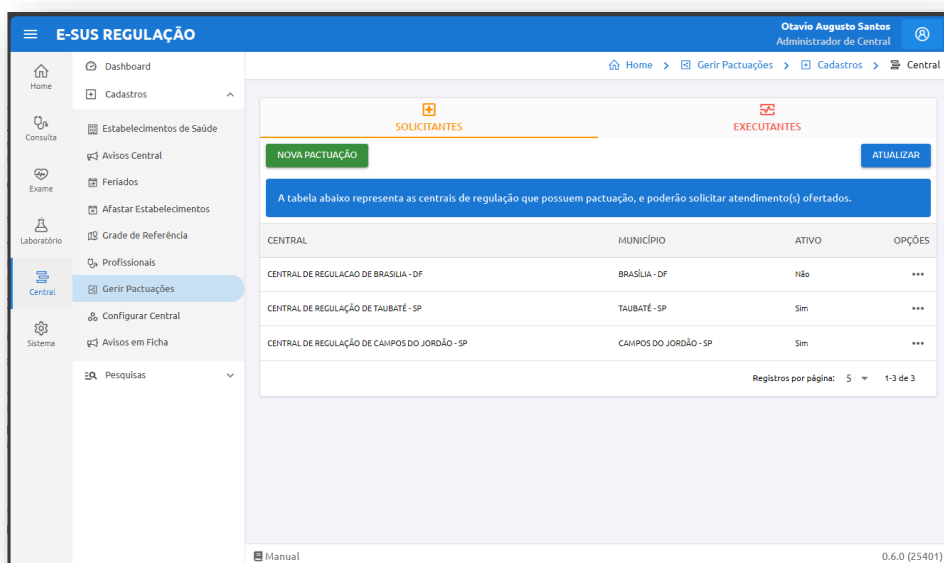 E-SUS REGULAÇÃO
Otavio Augusto Santos
Administrador de Central
Home
Consulta
Exame
Laboratório
Central
Sistema
Dashboard
Cadastros
Estabelecimentos de Saúde
Avisos Central
Feriados
Afastar Estabelecimentos
Grade de Referência
Profissionais
Gerir Pactuações
Configurar Central
Avisos em Ficha
Pesquisas
Home > Gerir Pactuações > Cadastros > Central
SOLICITANTES EXECUTANTES
NOVA PACTUAÇÃO ATUALIZAR
A tabela abaixo representa as centrais de regulação que possuem pactuação, e poderão solicitar atendimento(s) ofertados.
CENTRAL MUNICÍPIO ATIVO OPÇÕES
CENTRAL DE REGULACAO DE BRASILIA - DF BRASÍLIA - DF Não
CENTRAL DE REGULAÇÃO DE TAUBATÉ - SP TAUBATÉ - SP Sim
CENTRAL DE REGULAÇÃO DE CAMPOS DO JORDÃO - SP CAMPOS DO JORDÃO - SP Sim
Registros por página: 5 1-3 de 3
Manual 0.6.0 (25401)